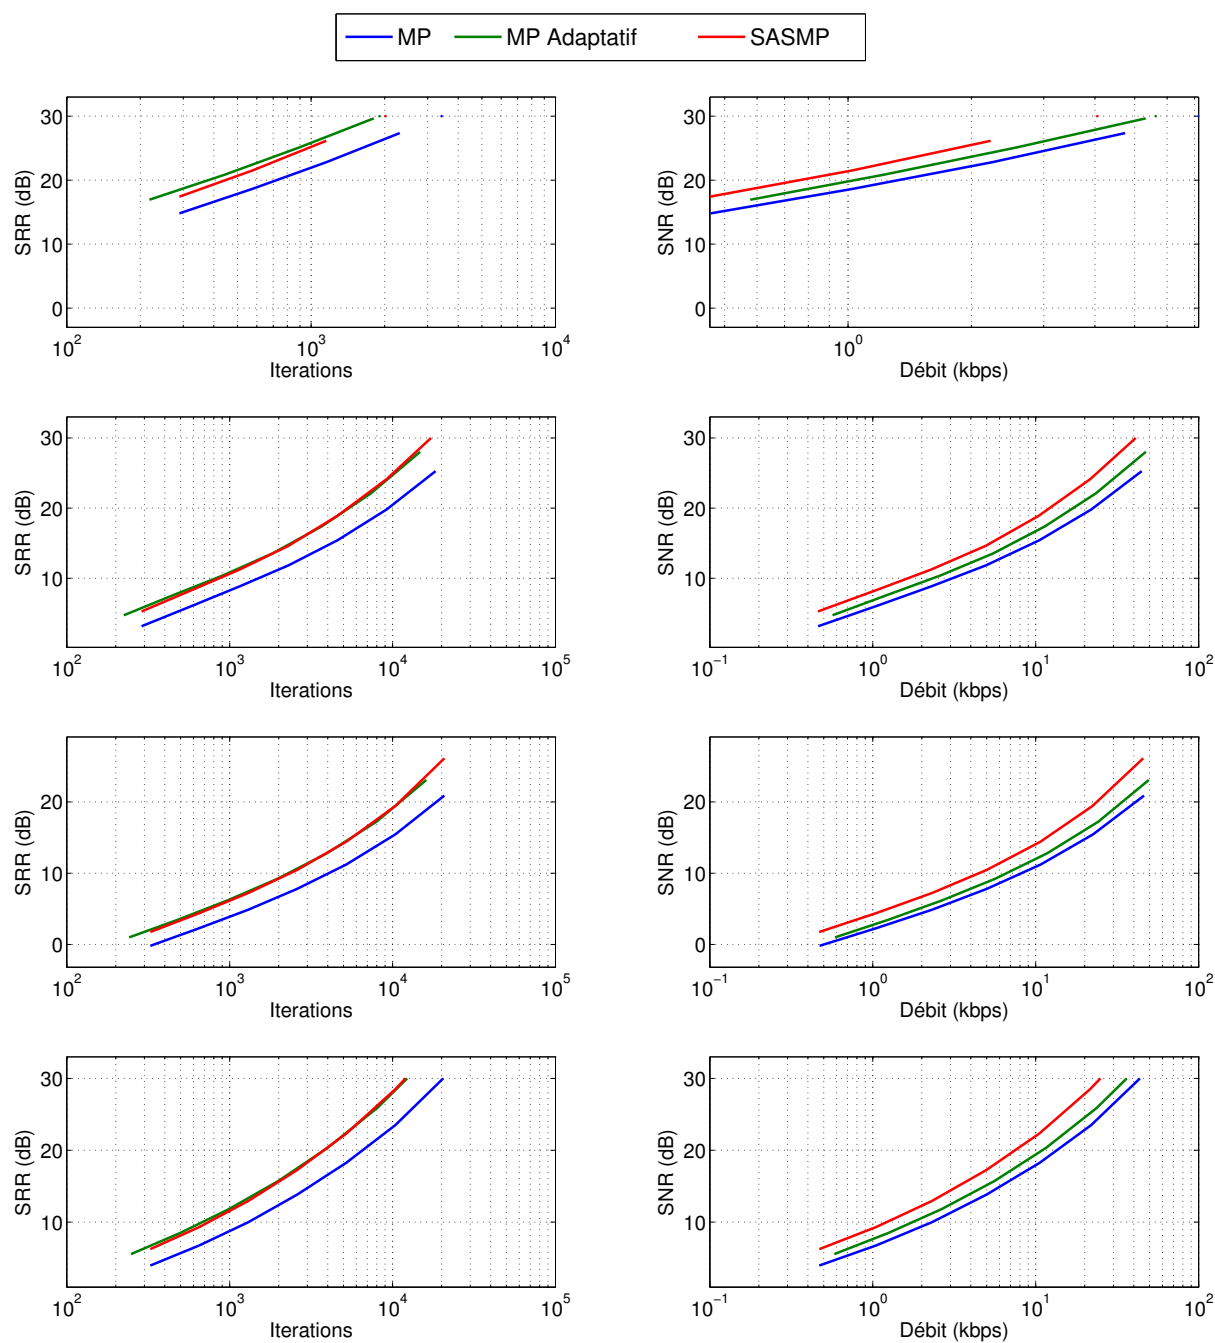 MP MP Adaptatif SASMP
30
20
10
0
SRR (dB)
10^2 10^3 10^4
Iterations
30
20
10
0
SNR (dB)
10^0
Débit (kbps)
30
20
10
SRR (dB)
10^2 10^3 10^4 10^5
Iterations
30
20
10
SNR (dB)
10^−1 10^0 10^1 10^2
Débit (kbps)
20
10
0
SRR (dB)
10^2 10^3 10^4 10^5
Iterations
20
10
0
SNR (dB)
10^−1 10^0 10^1 10^2
Débit (kbps)
30
20
10
SRR (dB)
10^2 10^3 10^4 10^5
Iterations
30
20
10
SNR (dB)
10^−1 10^0 10^1 10^2
Débit (kbps)